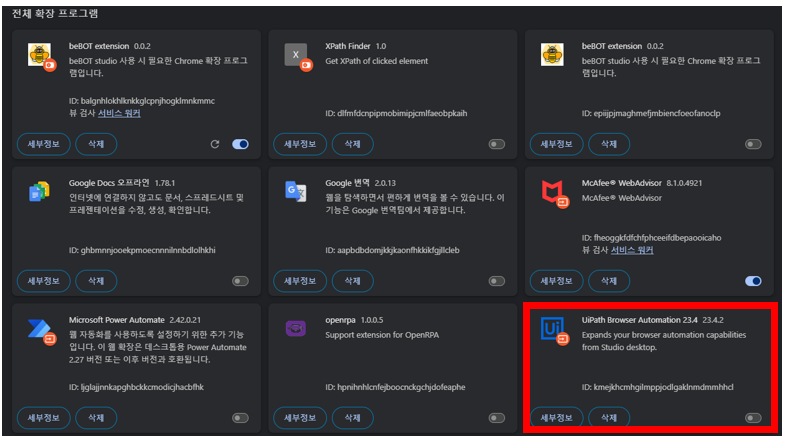 전체 확장 프로그램
beBOT extension 0.0.2
beBOT studio 사용 시 필요한 Chrome 확장 프로그
램입니다.
ID: balgnhlokhlknkkglcpnjhogklmnkmmc
뷰 검사 서비스 워커
세부정보 삭제
X
XPath Finder 1.0
Get XPath of clicked element
ID: dlfmfdcnpipmobimipjcmlfaeobpkaih
세부정보 삭제
beBOT extension 0.0.2
beBOT studio 사용 시 필요한 Chrome 확장 프로그
램입니다.
ID: epiijpjmaghmefjmbiencfoeofanoclp
세부정보 삭제
Google Docs 오프라인 1.78.1
인터넷에 연결하지 않고도 문서, 스프레드시트 및
프레젠테이션을 수정, 생성, 확인합니다.
ID: ghbmnnjooekpmoecnnnilnnbdlolhkhi
세부정보 삭제
Google 번역 2.0.13
웹을 탐색하면서 편하게 번역을 볼 수 있습니다. 이
기능은 Google 번역팀에서 제공합니다.
ID: aapbdbdomjkkjkaonfhkkikfgjllcleb
세부정보 삭제
McAfee® WebAdvisor 8.1.0.4921
McAfee® WebAdvisor
ID: fheoggkfdfchfphceeifdbepaooicaho
뷰 검사 서비스 워커
세부정보 삭제
Microsoft Power Automate 2.42.0.21
웹 자동화를 사용하도록 설정하기 위한 추가 기능
입니다. 이 웹 확장은 데스크톱용 Power Automate
2.27 버전 또는 이후 버전과 호환됩니다.
ID: ljglajjnnkapghbckkcmodicjhacbfhk
세부정보 삭제
openrpa 1.0.0.5
Support extension for OpenRPA
ID: hpnihnhlcnfejboocnckgchjdofeaphe
세부정보 삭제
Ui
UiPath Browser Automation 23.4 23.4.2
Expands your browser automation capabilities
from Studio desktop.
ID: kmejkhcmhgilmppjodlgaklnmdmmhhcl
세부정보 삭제